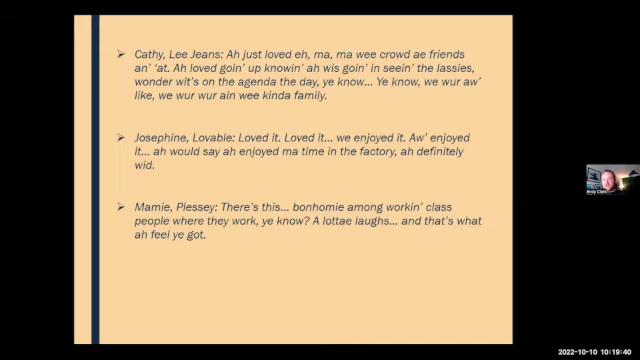 Cathy, Lee Jeans: Ah just loved eh, ma, ma wee crowd ae friends
an' 'at. Ah loved goin' up knowin' ah wis goin' in seein' the lassies,
wonder wit's on the agenda the day, ye know... Ye know, we wur aw'
like, we wur wur ain wee kinda family.
Josephine, Lovable: Loved it. Loved it... we enjoyed it. Aw' enjoyed
it... ah would say ah enjoyed ma time in the factory, ah definitely
wid.
Mamie, Plessey: There's this... bonhomie among workin' class
people where they work, ye know? A lottae laughs... and that's what
ah feel ye got.
Andy Clark
2022-10-10 10:19:40